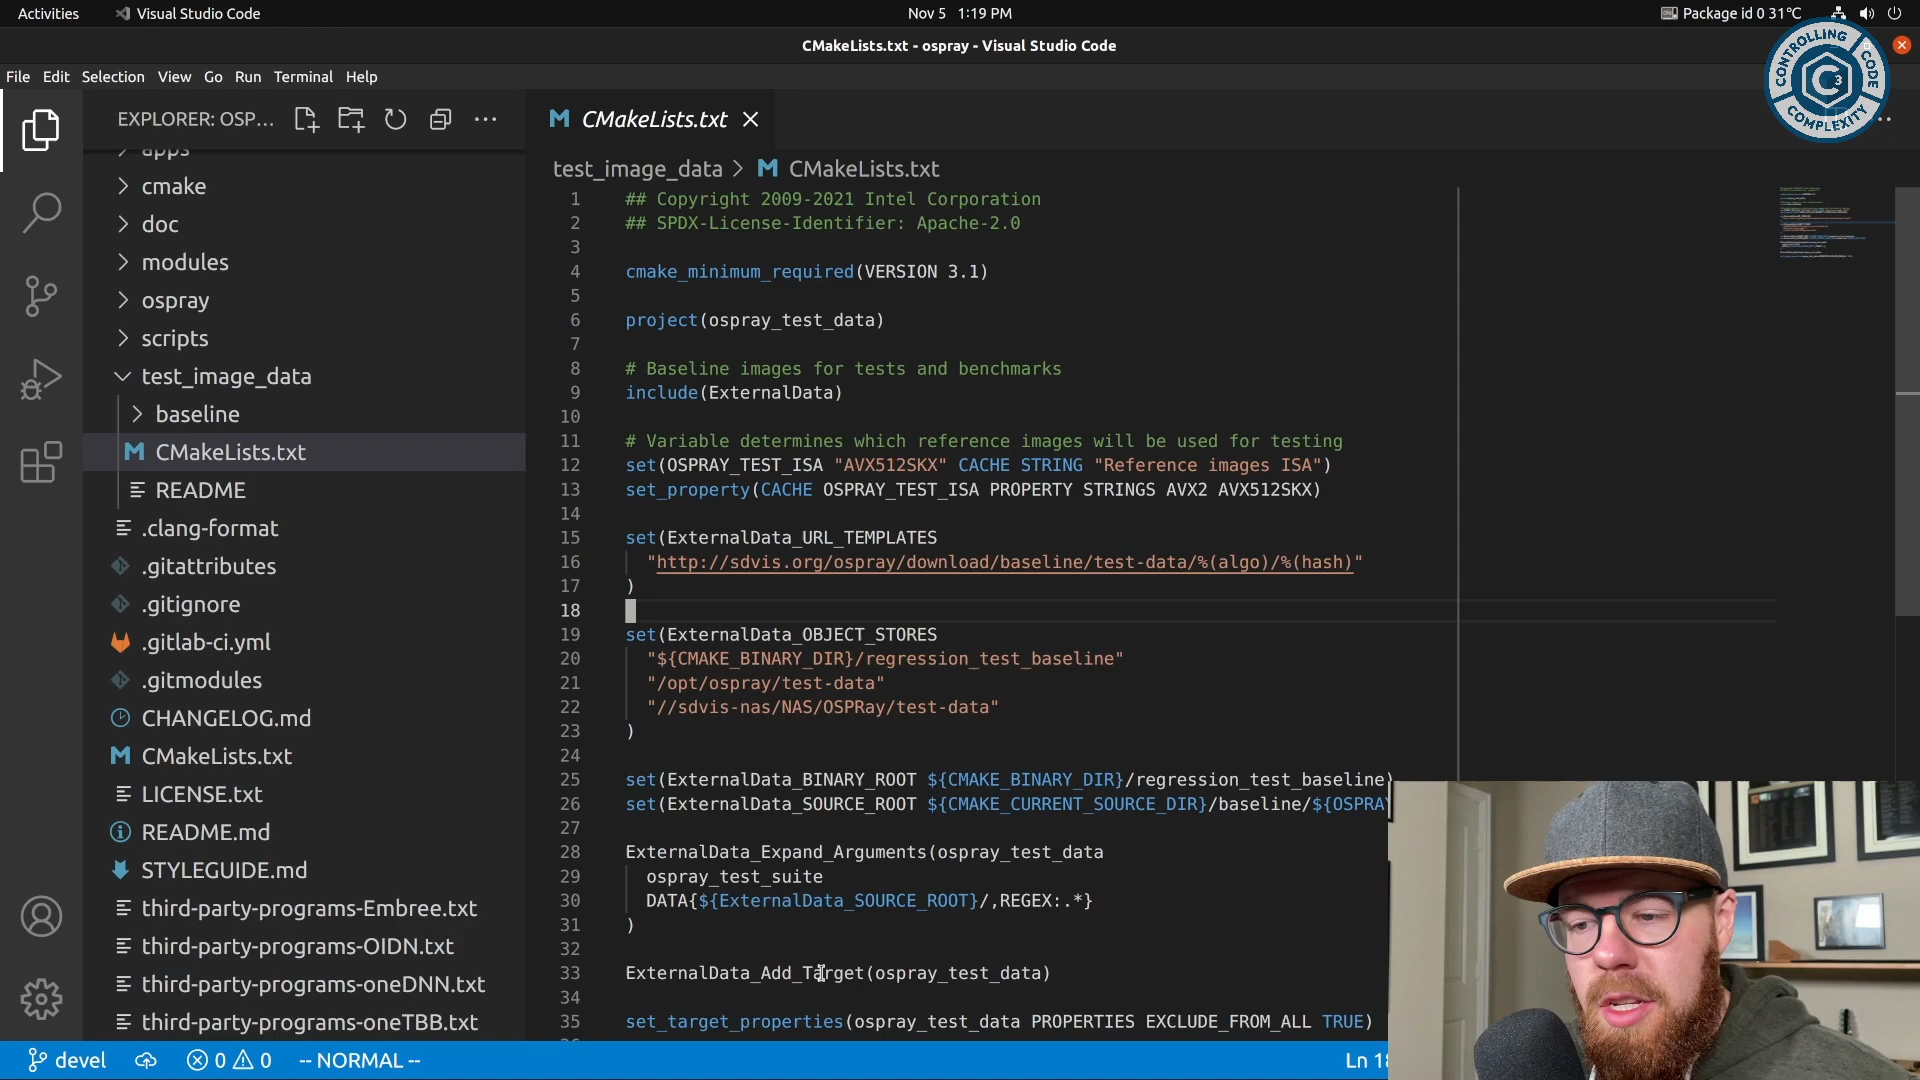 Activities
Visual Studio Code
Nov 5 1:19 PM
Package id 0 31°C
CMakeLists.txt - ospray - Visual Studio Code
CONTROLLING CODE COMPLEXITY
C3
File Edit Selection View Go Run Terminal Help
EXPLORER: OSP...
CMakeLists.txt
test_image_data > CMakeLists.txt
apps
cmake
doc
modules
ospray
scripts
test_image_data
baseline
CMakeLists.txt
README
.clang-format
.gitattributes
.gitignore
.gitlab-ci.yml
.gitmodules
CHANGELOG.md
CMakeLists.txt
LICENSE.txt
README.md
STYLEGUIDE.md
third-party-programs-Embree.txt
third-party-programs-OIDN.txt
third-party-programs-oneDNN.txt
third-party-programs-oneTBB.txt
1 ## Copyright 2009-2021 Intel Corporation
2 ## SPDX-License-Identifier: Apache-2.0
3
4 cmake_minimum_required(VERSION 3.1)
5
6 project(ospray_test_data)
7
8 # Baseline images for tests and benchmarks
9 include(ExternalData)
10
11 # Variable determines which reference images will be used for testing
12 set(OSPRAY_TEST_ISA "AVX512SKX" CACHE STRING "Reference images ISA")
13 set_property(CACHE OSPRAY_TEST_ISA PROPERTY STRINGS AVX2 AVX512SKX)
14
15 set(ExternalData_URL_TEMPLATES
16 "http://sdvis.org/ospray/download/baseline/test-data/%(algo)/%(hash)"
17 )
18
19 set(ExternalData_OBJECT_STORES
20 "${CMAKE_BINARY_DIR}/regression_test_baseline"
21 "/opt/ospray/test-data"
22 "//sdvis-nas/NAS/OSPRay/test-data"
23 )
24
25 set(ExternalData_BINARY_ROOT ${CMAKE_BINARY_DIR}/regression_test_baseline)
26 set(ExternalData_SOURCE_ROOT ${CMAKE_CURRENT_SOURCE_DIR}/baseline/${OSPRAY
27
28 ExternalData_Expand_Arguments(ospray_test_data
29 ospray_test_suite
30 DATA{${ExternalData_SOURCE_ROOT}/,REGEX:.*}
31 )
32
33 ExternalData_Add_Target(ospray_test_data)
34
35 set_target_properties(ospray_test_data PROPERTIES EXCLUDE_FROM_ALL TRUE)
devel
0 0
-- NORMAL --
Ln 18